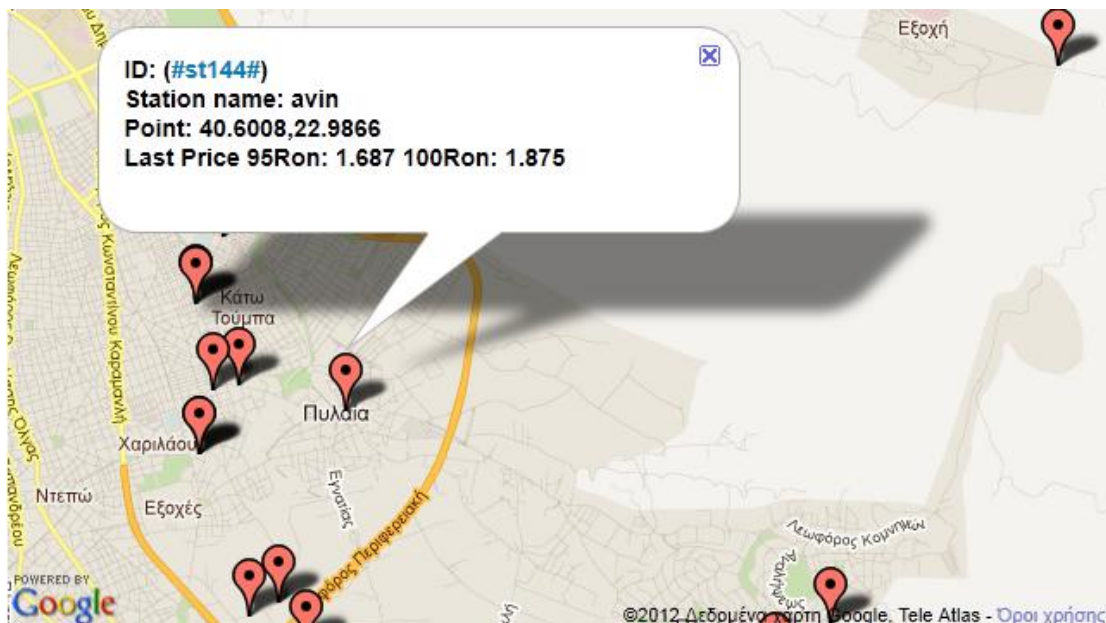 ID: (#st144#)
Station name: avin
Point: 40.6008,22.9866
Last Price 95Ron: 1.687 100Ron: 1.875
Εξοχή
Κωνσταντίνου Καραμανλή
Κάτω
Τούμπα
Πυλαία
Χαριλάου
Ντεπώ
Εξοχές
Εγνατίας
Περιφερειακή
Λεωφόρος Κομνηνών
POWERED BY
Google
©2012 Δεδομένα χάρτη Google, Tele Atlas - Όροι χρήσης